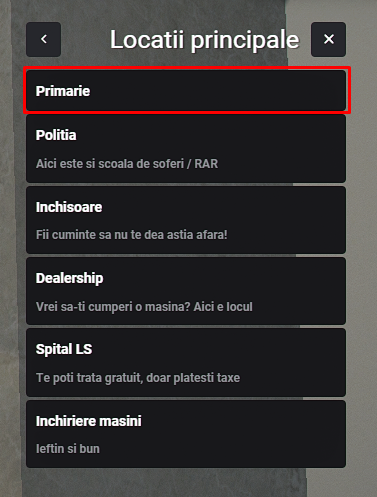 Locatii principale
Primarie
Politia
Aici este si scoala de soferi / RAR
Inchisoare
Fii cuminte sa nu te dea astia afara!
Dealership
Vrei sa-ti cumperi o masina? Aici e locul
Spital LS
Te poti trata gratuit, doar platesti taxe
Inchiriere masini
Ieftin si bun